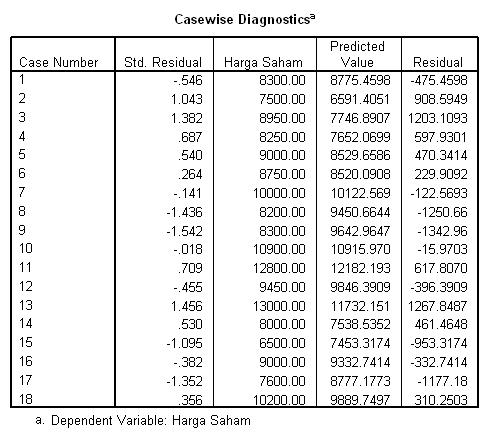 Casewise Diagnosticsa
Case Number Std. Residual Harga Saham Predicted Value Residual
1 -.546 8300.00 8775.4598 -475.4598
2 1.043 7500.00 6591.4051 908.5949
3 1.382 8950.00 7746.8907 1203.1093
4 .687 8250.00 7652.0699 597.9301
5 .540 9000.00 8529.6586 470.3414
6 .264 8750.00 8520.0908 229.9092
7 -.141 10000.00 10122.569 -122.5693
8 -1.436 8200.00 9450.6644 -1250.66
9 -1.542 8300.00 9642.9647 -1342.96
10 -.018 10900.00 10915.970 -15.9703
11 .709 12800.00 12182.193 617.8070
12 -.455 9450.00 9846.3909 -396.3909
13 1.456 13000.00 11732.151 1267.8487
14 .530 8000.00 7538.5352 461.4648
15 -1.095 6500.00 7453.3174 -953.3174
16 -.382 9000.00 9332.7414 -332.7414
17 -1.352 7600.00 8777.1773 -1177.18
18 .356 10200.00 9889.7497 310.2503
a. Dependent Variable: Harga Saham